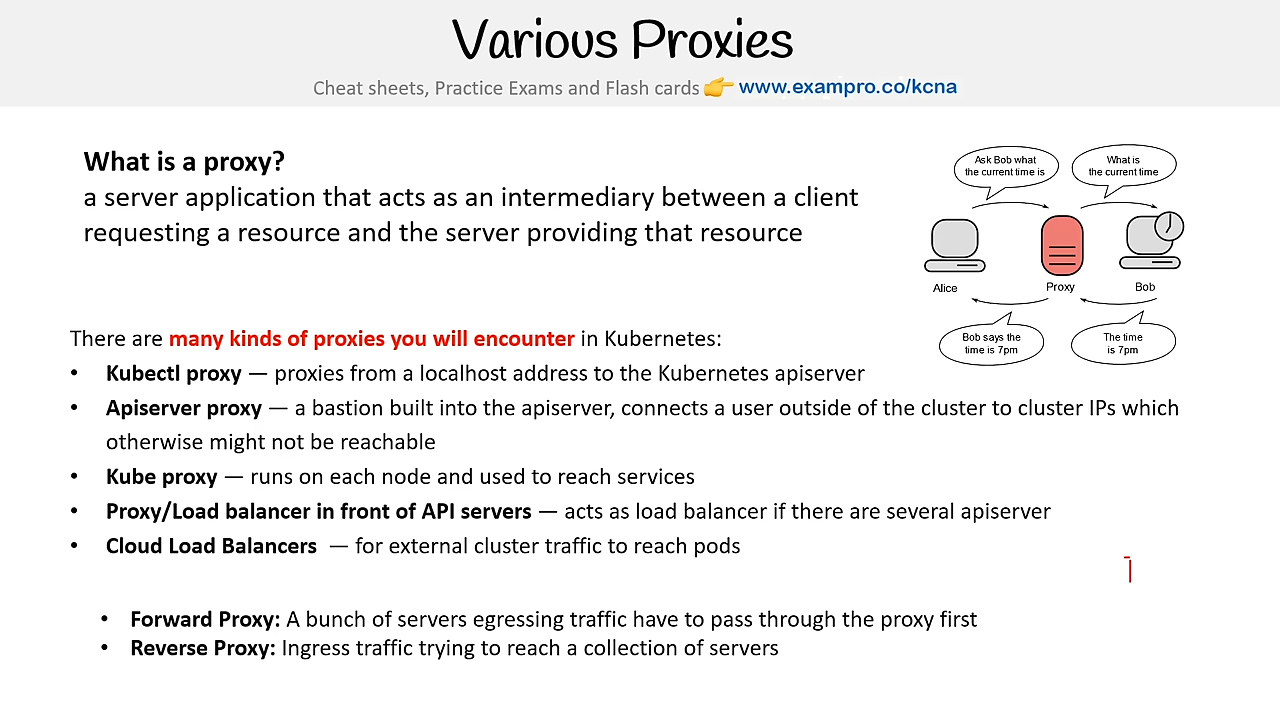 Various Proxies
Cheat sheets, Practice Exams and Flash cards 👉 www.exampro.co/kcna
What is a proxy?
a server application that acts as an intermediary between a client
requesting a resource and the server providing that resource
Ask Bob what
the current time is
What is
the current time
Alice
Proxy
Bob
Bob says the
time is 7pm
The time
is 7pm
There are many kinds of proxies you will encounter in Kubernetes:
• Kubectl proxy — proxies from a localhost address to the Kubernetes apiserver
• Apiserver proxy — a bastion built into the apiserver, connects a user outside of the cluster to cluster IPs which
otherwise might not be reachable
• Kube proxy — runs on each node and used to reach services
• Proxy/Load balancer in front of API servers — acts as load balancer if there are several apiserver
• Cloud Load Balancers — for external cluster traffic to reach pods
• Forward Proxy: A bunch of servers egressing traffic have to pass through the proxy first
• Reverse Proxy: Ingress traffic trying to reach a collection of servers